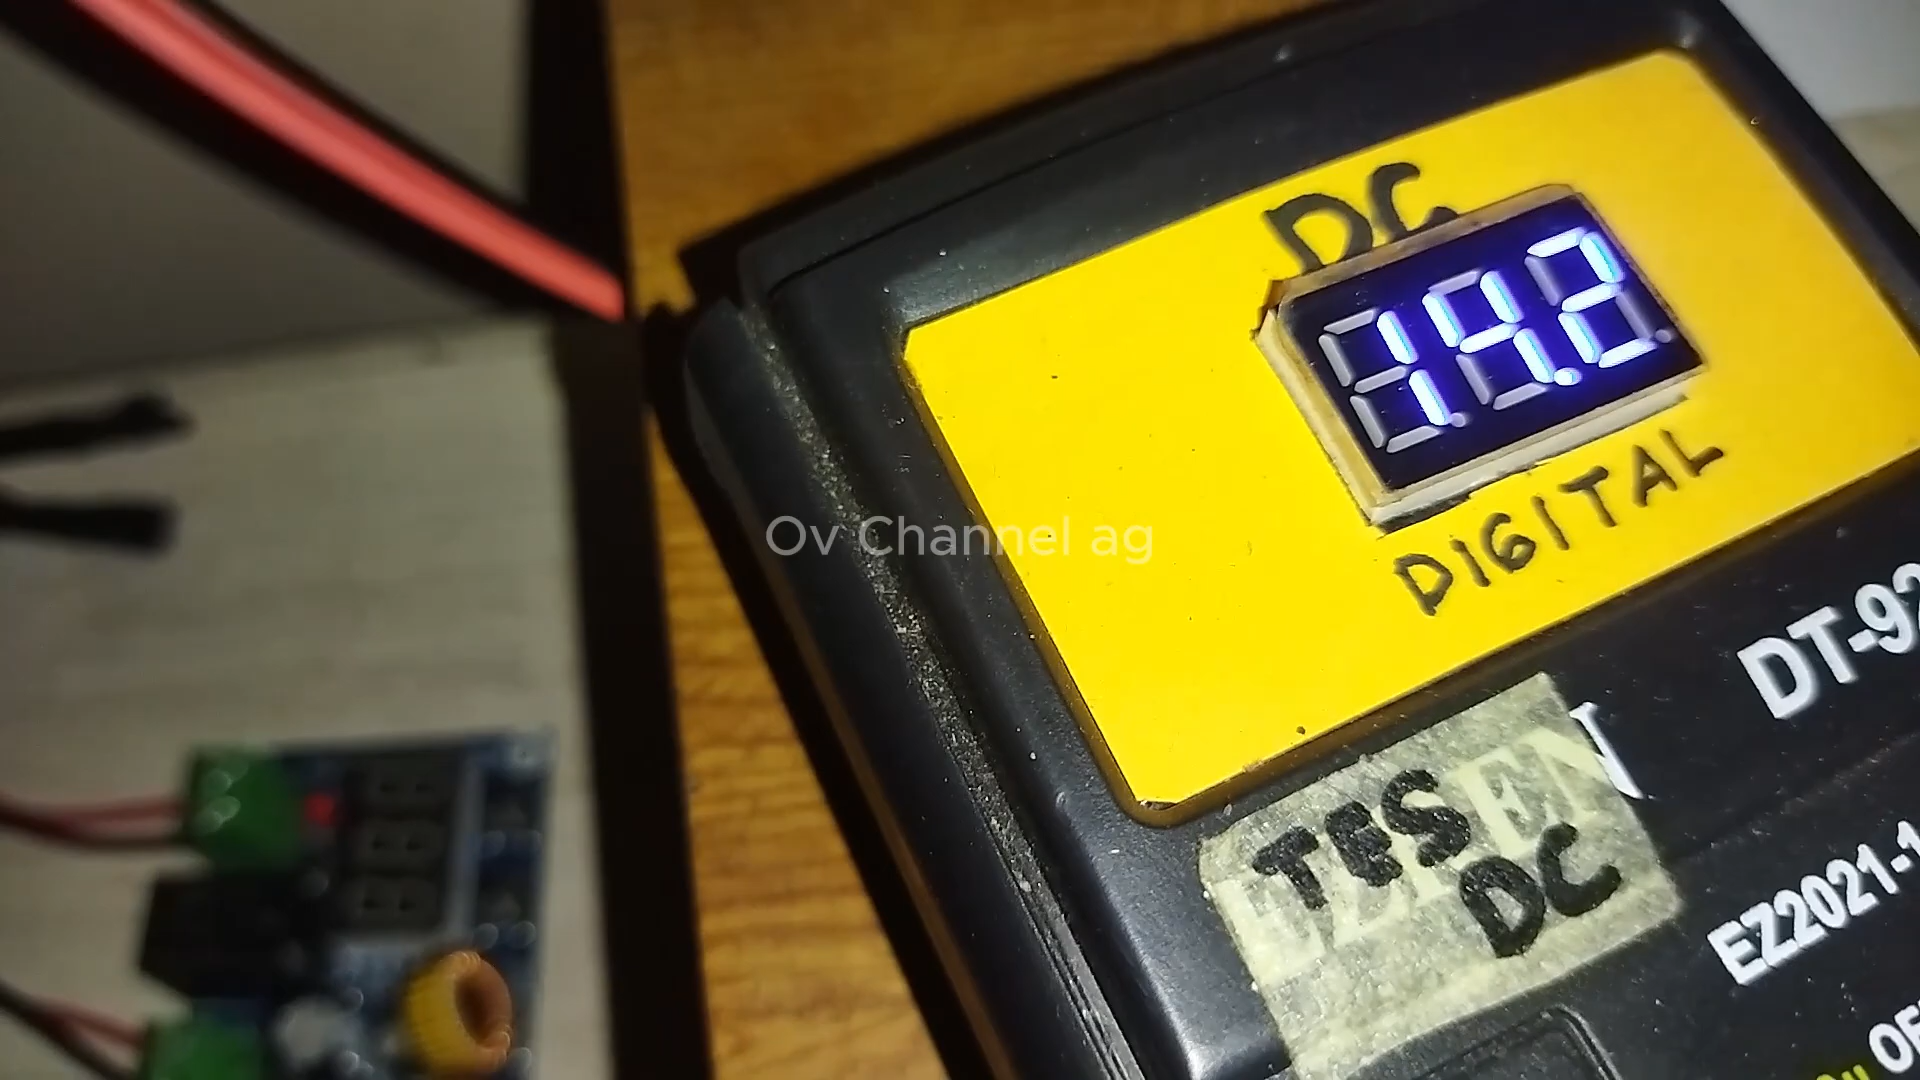 DC
14.2
DIGITAL
Ov Channel ag
DT-92
TES
DC
EZ2021-1